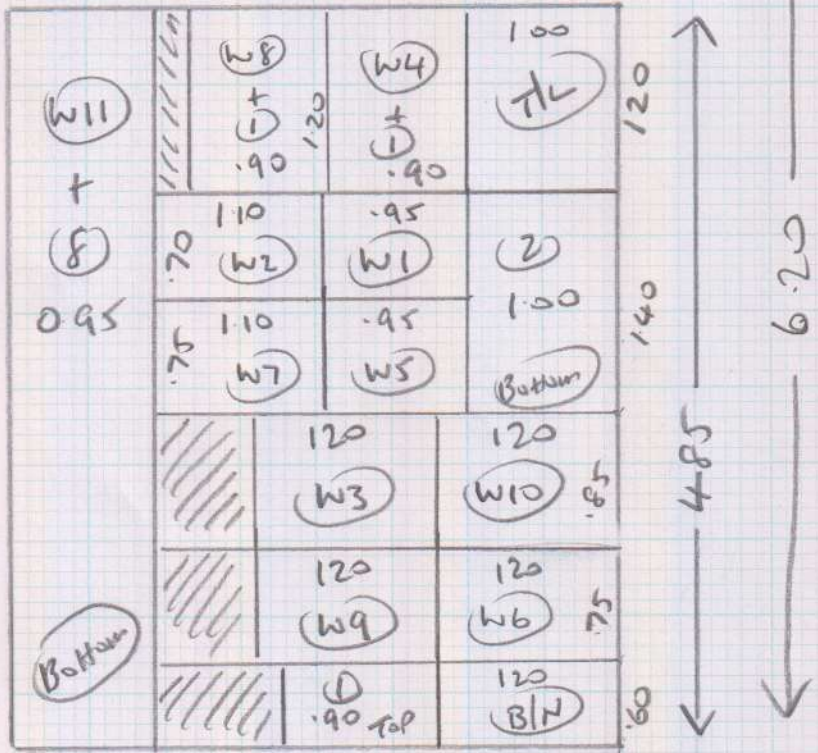 W11
+
8
0.95
Bottom
W8
+
1
.90
1.20
W4
+
1
.90
1.00
T/L
120
1.10
.70
W2
.95
W1
2
1.00
Bottom
140
1.10
.75
W7
.95
W5
120
W3
120
W10
.85
120
W9
120
W6
.75
1
.90 TOP
120
B/N
.60
4.85
6.20